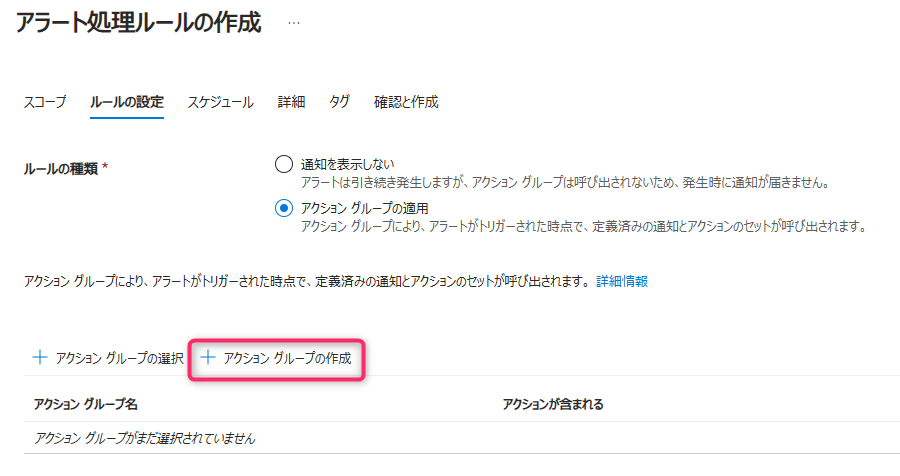 アラート処理ルールの作成 ...
スコープ ルールの設定 スケジュール 詳細 タグ 確認と作成
ルールの種類 * 通知を表示しない
アラートは引き続き発生しますが、アクション グループは呼び出されないため、発生時に通知が届きません。
アクション グループの適用
アクション グループにより、アラートがトリガーされた時点で、定義済みの通知とアクションのセットが呼び出されます。
アクション グループにより、アラートがトリガーされた時点で、定義済みの通知とアクションのセットが呼び出されます。 詳細情報
+ アクション グループの選択 + アクション グループの作成
アクション グループ名 アクションが含まれる
アクション グループがまだ選択されていません